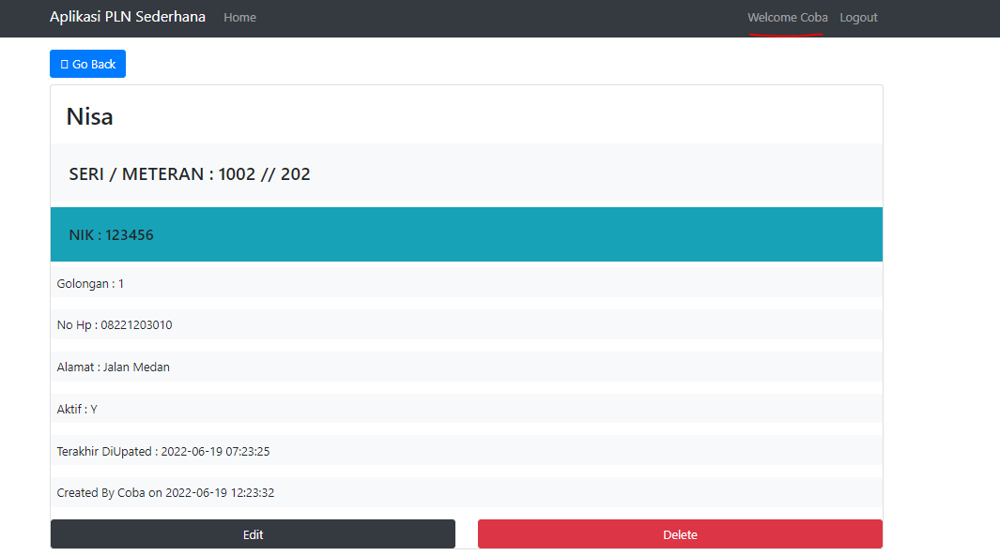 Aplikasi PLN Sederhana Home Welcome Coba Logout
Go Back
Nisa
SERI / METERAN : 1002 // 202
NIK : 123456
Golongan : 1
No Hp : 08221203010
Alamat : Jalan Medan
Aktif : Y
Terakhir DiUpated : 2022-06-19 07:23:25
Created By Coba on 2022-06-19 12:23:32
Edit Delete